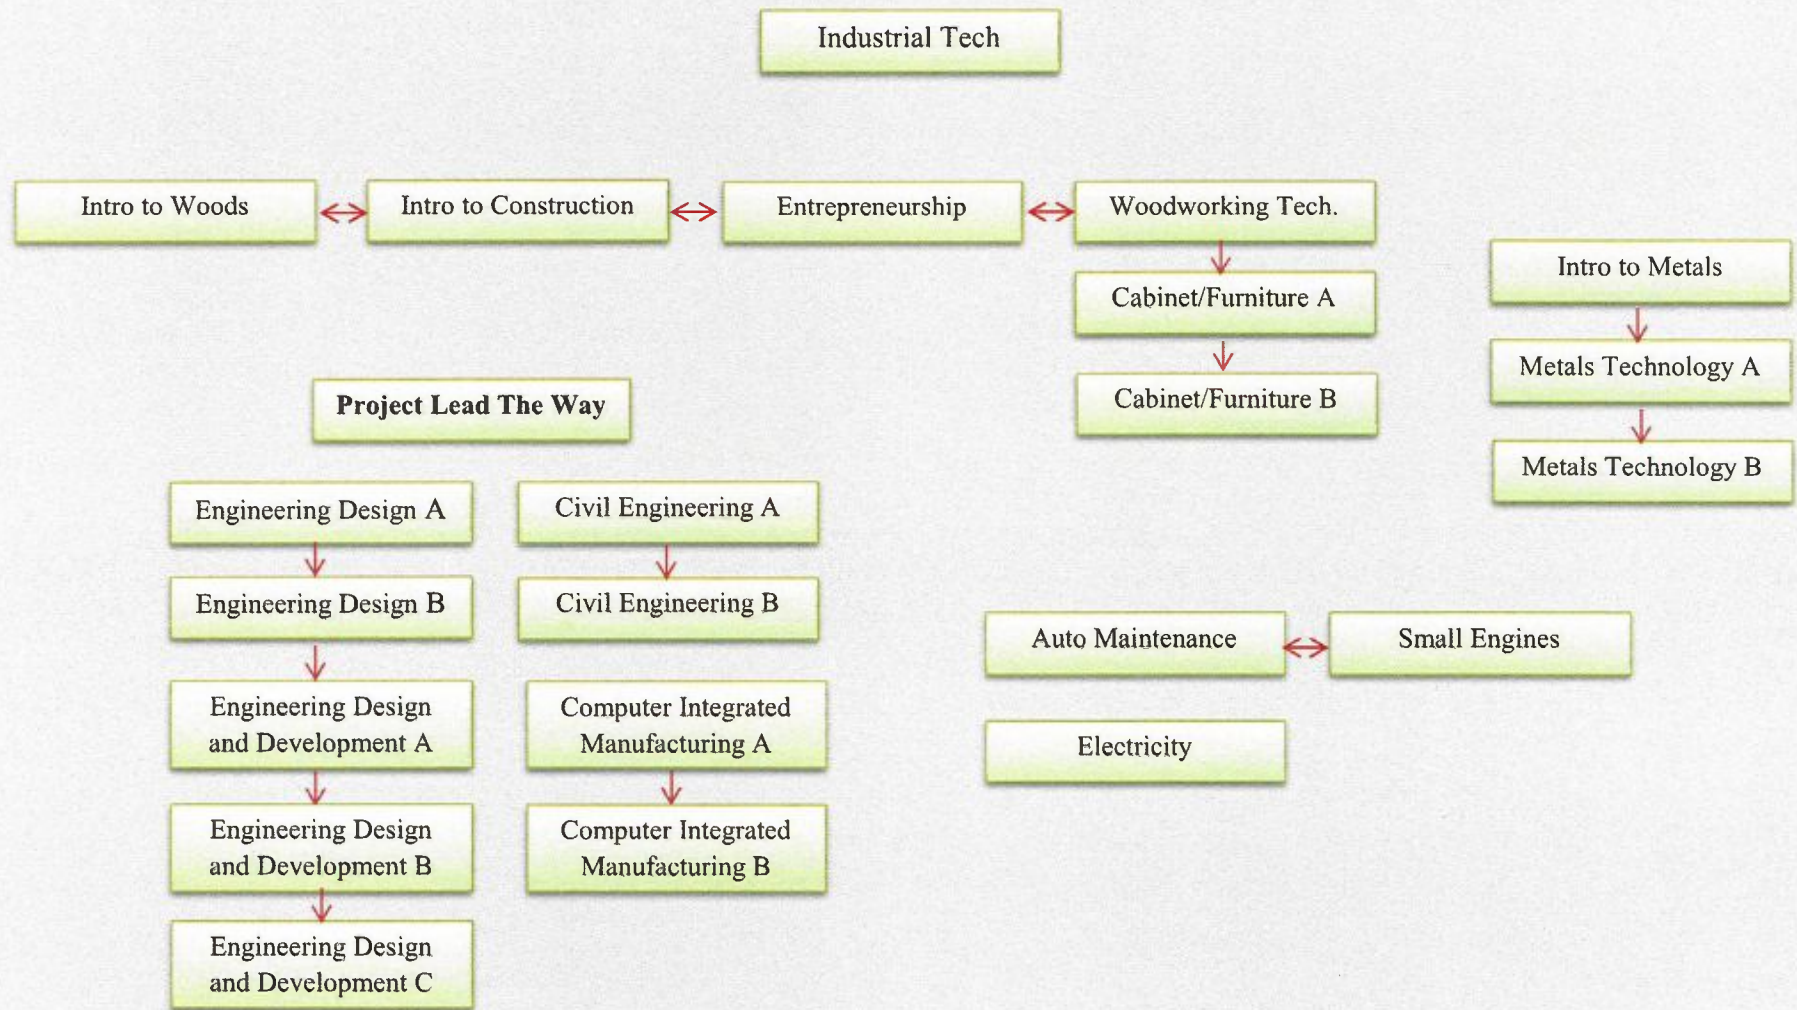 Industrial Tech
Intro to Woods
Intro to Construction
Entrepreneurship
Woodworking Tech.
Cabinet/Furniture A
Cabinet/Furniture B
Intro to Metals
Metals Technology A
Metals Technology B
Project Lead The Way
Engineering Design A
Engineering Design B
Engineering Design
and Development A
Engineering Design
and Development B
Engineering Design
and Development C
Civil Engineering A
Civil Engineering B
Computer Integrated
Manufacturing A
Computer Integrated
Manufacturing B
Auto Maintenance
Small Engines
Electricity